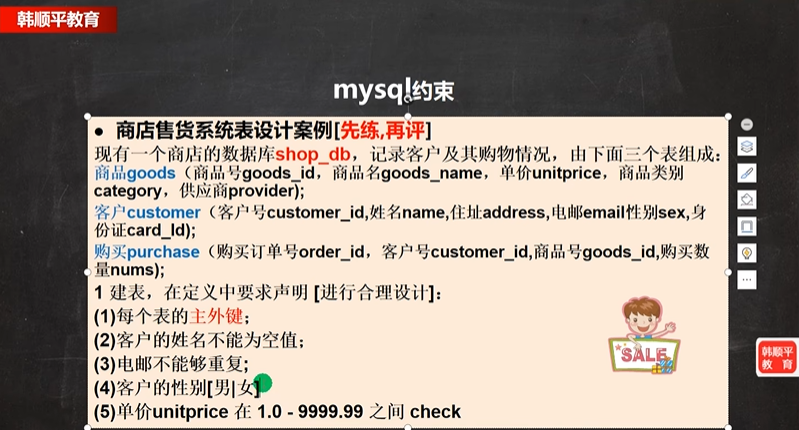 韩顺平教育
mysql约束
● 商店售货系统表设计案例[先练,再评]
现有一个商店的数据库shop_db，记录客户及其购物情况，由下面三个表组成：
商品goods（商品号goods_id，商品名goods_name，单价unitprice，商品类别
category，供应商provider);
客户customer（客户号customer_id,姓名name,住址address,电邮email性别sex,身
份证card_Id);
购买purchase（购买订单号order_id，客户号customer_id,商品号goods_id,购买数
量nums);
1 建表，在定义中要求声明 [进行合理设计]：
(1)每个表的主外键；
(2)客户的姓名不能为空值；
(3)电邮不能够重复;
(4)客户的性别[男|女]
(5)单价unitprice 在 1.0 - 9999.99 之间 check
SALE
韩顺平
教育